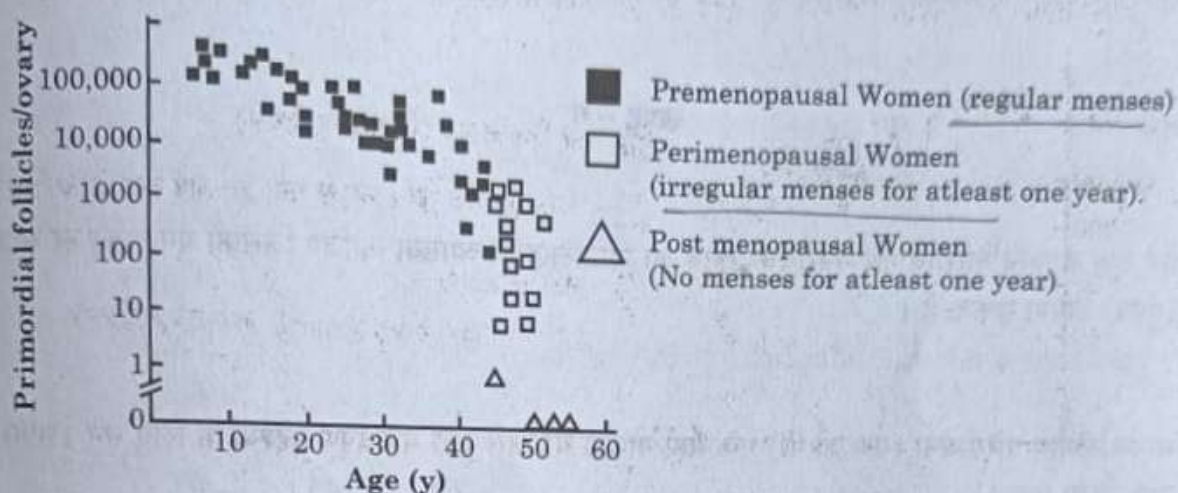 Primordial follicles/ovary
100,000
10,000
1000
100
10
1
0
10 20 30 40 50 60
Age (y)
Premenopausal Women (regular menses)
Perimenopausal Women
(irregular menses for atleast one year).
Post menopausal Women
(No menses for atleast one year)